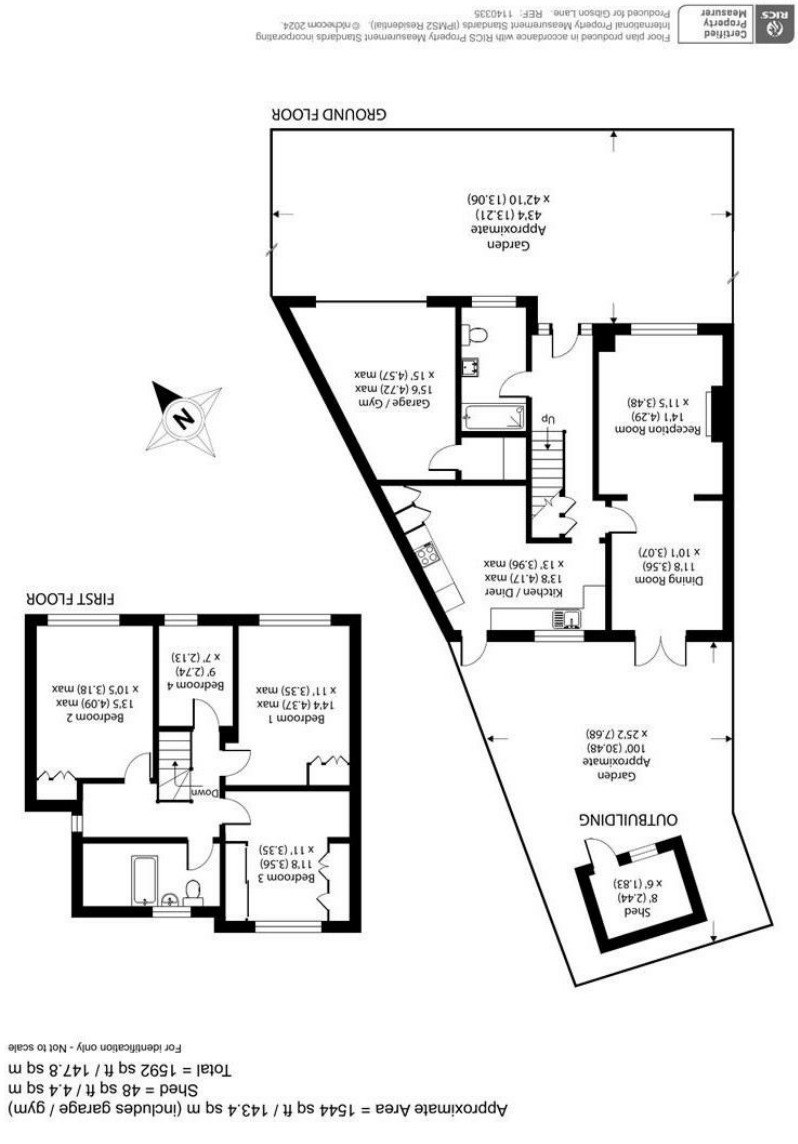 Approximate Area = 1544 sq ft / 143.4 sq m (includes garage / gym)
Shed = 48 sq ft / 4.4 sq m
Total = 1592 sq ft / 147.8 sq m
For identification only - Not to scale
Shed
8' (2.44)
x 6' (1.83)
OUTBUILDING
Garden
Approximate
100' (30.48)
x 25'2 (7.68)
Dining Room
11'8 (3.56)
x 10'1 (3.07)
Kitchen / Diner
13'8 (4.17) max
x 13' (3.96) max
Reception Room
14'1 (4.29)
x 11'5 (3.48)
Up
Garage / Gym
15'6 (4.72) max
x 15' (4.57) max
Garden
Approximate
43'4 (13.21)
x 42'10 (13.06)
GROUND FLOOR
Bedroom 3
11'8 (3.56)
x 11' (3.35)
Down
Bedroom 1
14'4 (4.37) max
x 11' (3.35) max
Bedroom 4
9' (2.74)
x 7' (2.13)
Bedroom 2
13'5 (4.09) max
x 10'5 (3.18) max
FIRST FLOOR
N
RICS
Certified
Property
Measurer
Floor plan produced in accordance with RICS Property Measurement Standards incorporating
International Property Measurement Standards (IPMS2 Residential). © nichecom 2024.
Produced for Gibson Lane. REF: 1140335